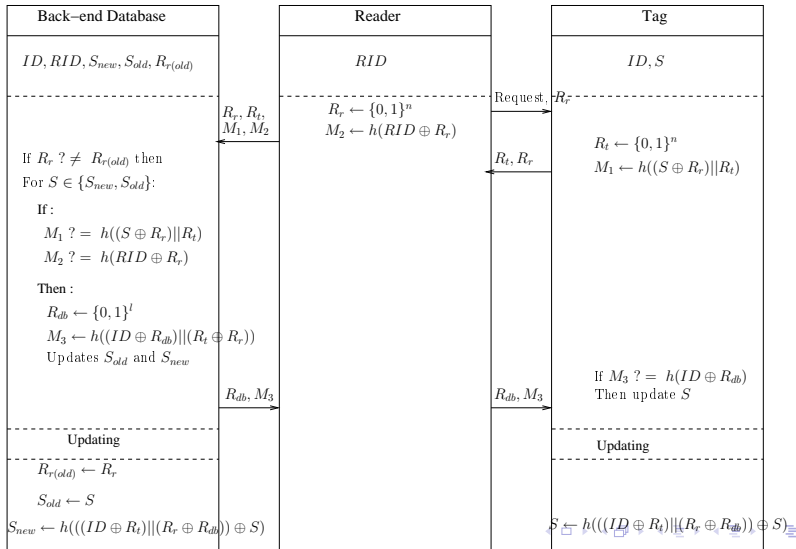 Back–end Database
ID, RID, S_new, S_old, R_r(old)
R_r, R_t,
M_1, M_2
If R_r ? ≠ R_r(old) then
For S ∈ {S_new, S_old}:
If :
M_1 ? = h((S ⊕ R_r)||R_t)
M_2 ? = h(RID ⊕ R_r)
Then :
R_db ← {0, 1}^l
M_3 ← h((ID ⊕ R_db)||(R_t ⊕ R_r))
Updates S_old and S_new
R_db, M_3
Updating
R_r(old) ← R_r
S_old ← S
S_new ← h(((ID ⊕ R_t)||(R_r ⊕ R_db)) ⊕ S)
Reader
RID
R_r ← {0, 1}^n
M_2 ← h(RID ⊕ R_r)
Request, R_r
R_t, R_r
R_db, M_3
Tag
ID, S
R_t ← {0, 1}^n
M_1 ← h((S ⊕ R_r)||R_t)
If M_3 ? = h(ID ⊕ R_db)
Then update S
Updating
S ← h(((ID ⊕ R_t)||(R_r ⊕ R_db)) ⊕ S)